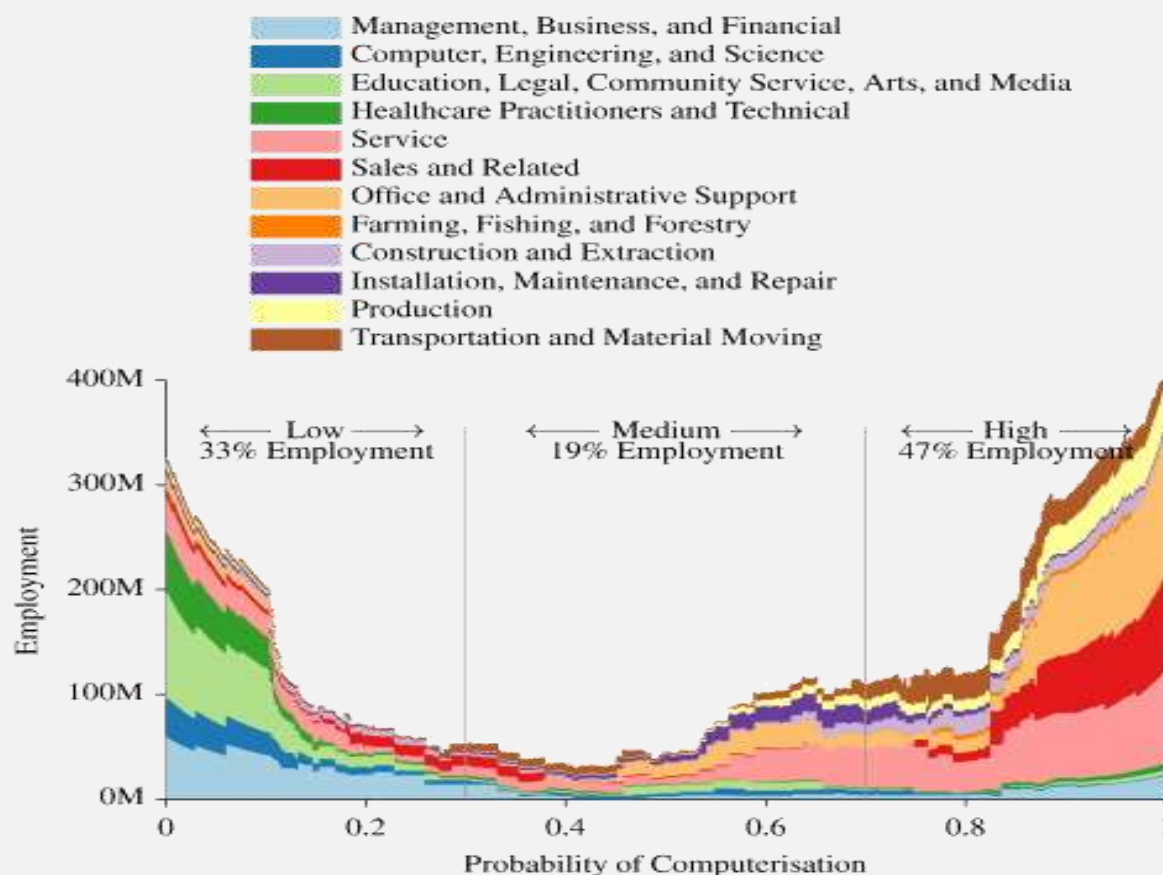 Management, Business, and Financial
Computer, Engineering, and Science
Education, Legal, Community Service, Arts, and Media
Healthcare Practitioners and Technical
Service
Sales and Related
Office and Administrative Support
Farming, Fishing, and Forestry
Construction and Extraction
Installation, Maintenance, and Repair
Production
Transportation and Material Moving
400M
Low
Medium
High
33% Employment
19% Employment
47% Employment
300M
200M
100M
0M
Employment
0
0.2
0.4
0.6
0.8
Probability of Computerisation